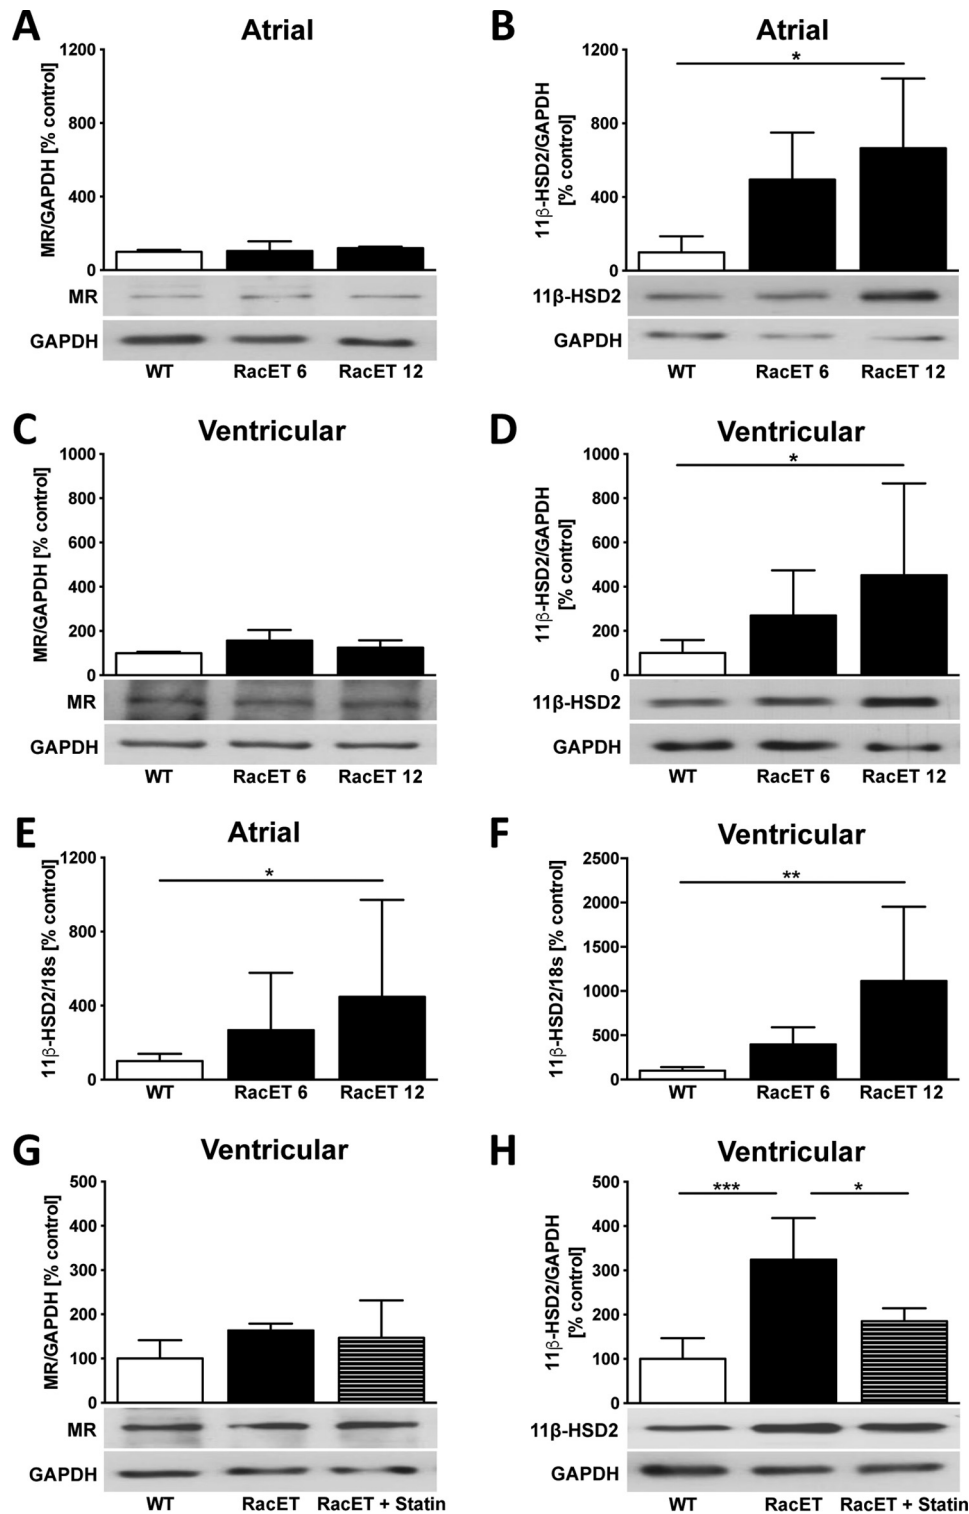 A
Atrial
MR/GAPDH [% control]
1200
800
400
0
MR
GAPDH
WT RacET 6 RacET 12
B
Atrial
11β-HSD2/GAPDH
[% control]
1200
800
400
0
*
11β-HSD2
GAPDH
WT RacET 6 RacET 12
C
Ventricular
MR/GAPDH [% control]
1000
800
600
400
200
0
MR
GAPDH
WT RacET 6 RacET 12
D
Ventricular
11β-HSD2/GAPDH
[% control]
1000
800
600
400
200
0
*
11β-HSD2
GAPDH
WT RacET 6 RacET 12
E
Atrial
11β-HSD2/18s [% control]
1200
800
400
0
*
WT RacET 6 RacET 12
F
Ventricular
11β-HSD2/18s [% control]
2500
2000
1500
1000
500
0
**
WT RacET 6 RacET 12
G
Ventricular
MR/GAPDH [% control]
500
400
300
200
100
0
MR
GAPDH
WT RacET RacET + Statin
H
Ventricular
11β-HSD2/GAPDH
[% control]
500
400
300
200
100
0
*** *
11β-HSD2
GAPDH
WT RacET RacET + Statin